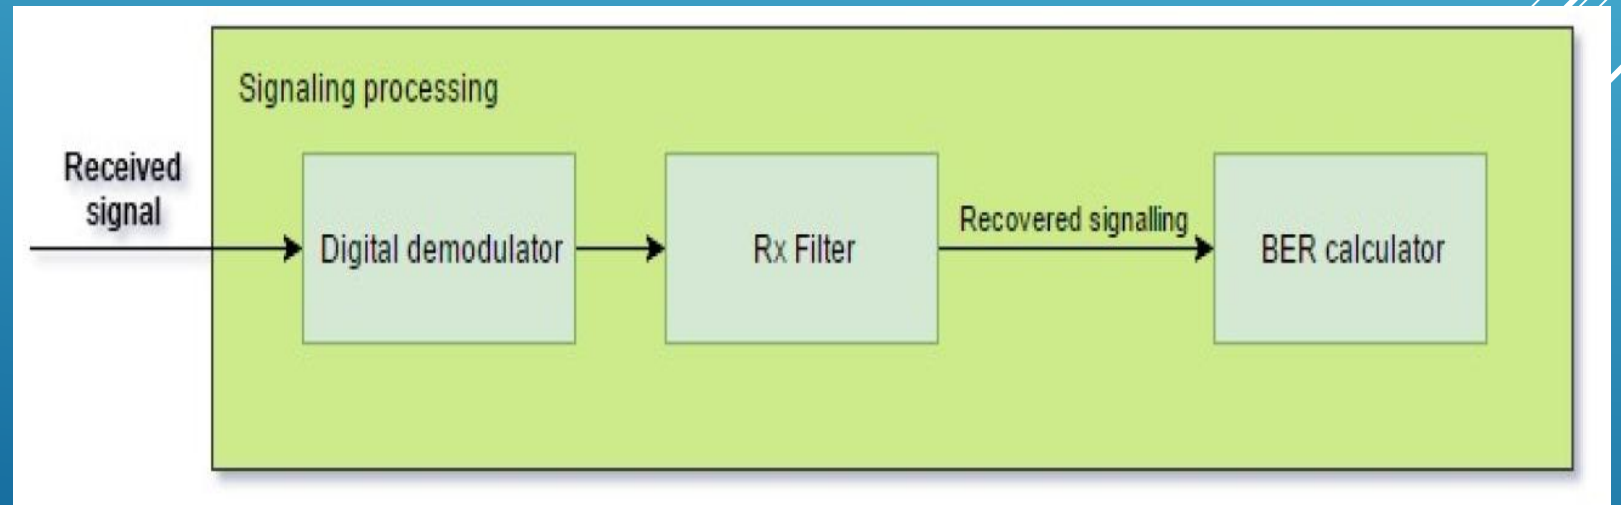 Signaling processing
Received
signal
Digital demodulator
Rx Filter
Recovered signalling
BER calculator